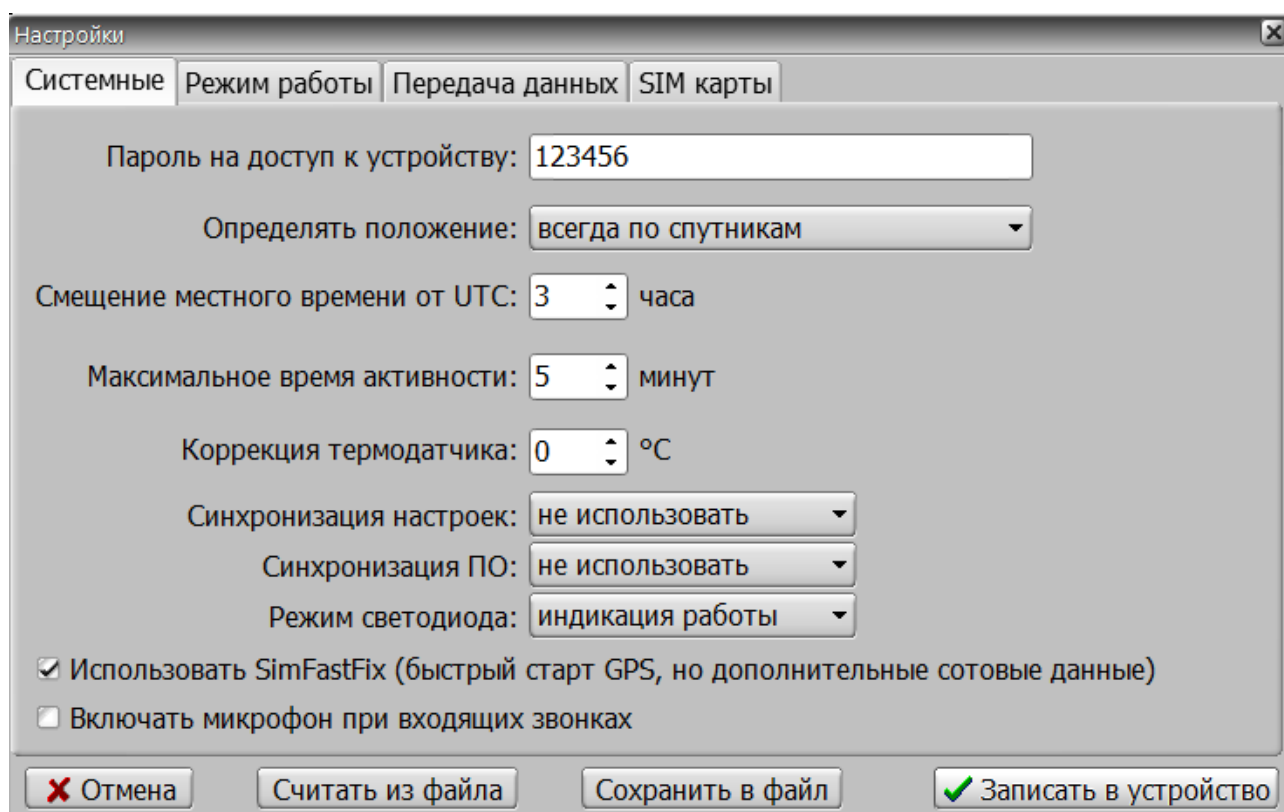 Настройки
Системные Режим работы Передача данных SIM карты
Пароль на доступ к устройству: 123456
Определять положение: всегда по спутникам
Смещение местного времени от UTC: 3 часа
Максимальное время активности: 5 минут
Коррекция термодатчика: 0 °C
Синхронизация настроек: не использовать
Синхронизация ПО: не использовать
Режим светодиода: индикация работы
Использовать SimFastFix (быстрый старт GPS, но дополнительные сотовые данные)
Включать микрофон при входящих звонках
Отмена Считать из файла Сохранить в файл Записать в устройство